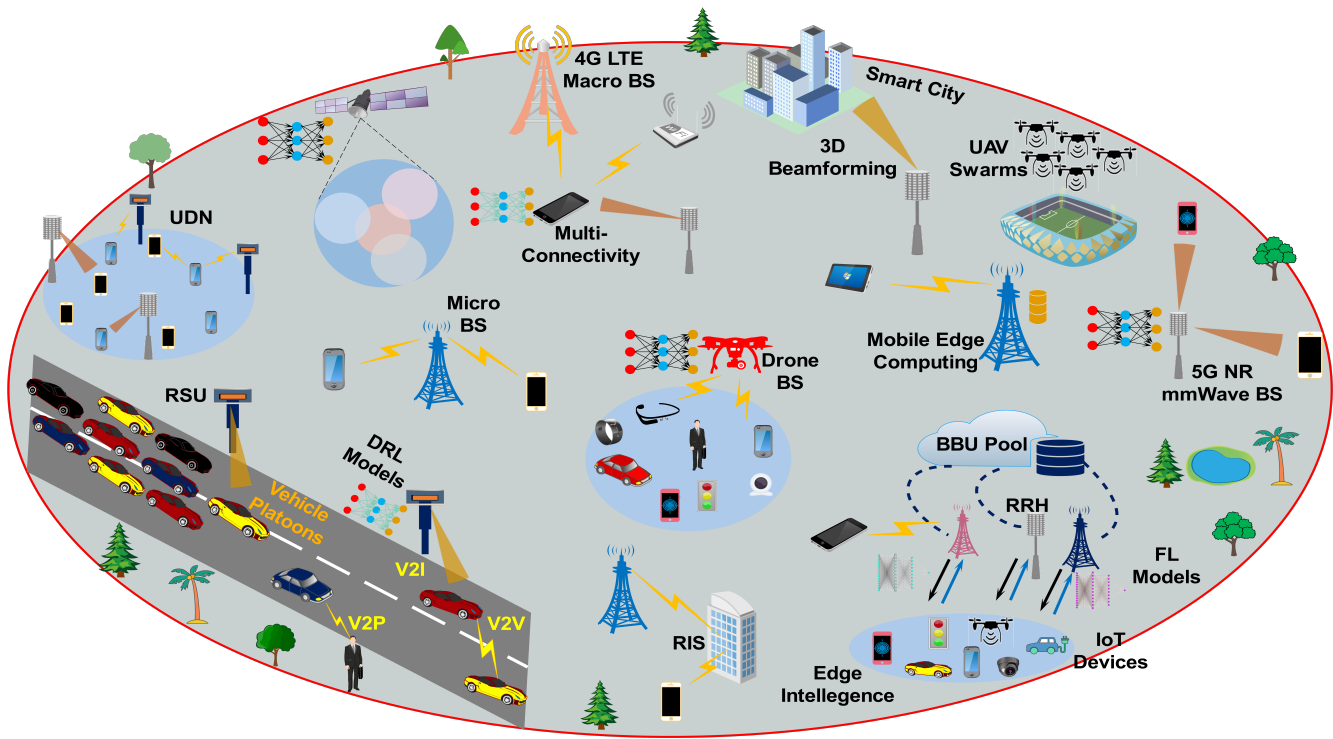 4G LTE
Macro BS
Smart City
3D
Beamforming
UAV
Swarms
UDN
Multi-
Connectivity
Micro
BS
Mobile Edge
Computing
Drone
BS
5G NR
mmWave BS
RSU
DRL
Models
Vehicle
Platoons
BBU Pool
RRH
FL
Models
V2I
V2P
V2V
RIS
IoT
Devices
Edge
Intellegence